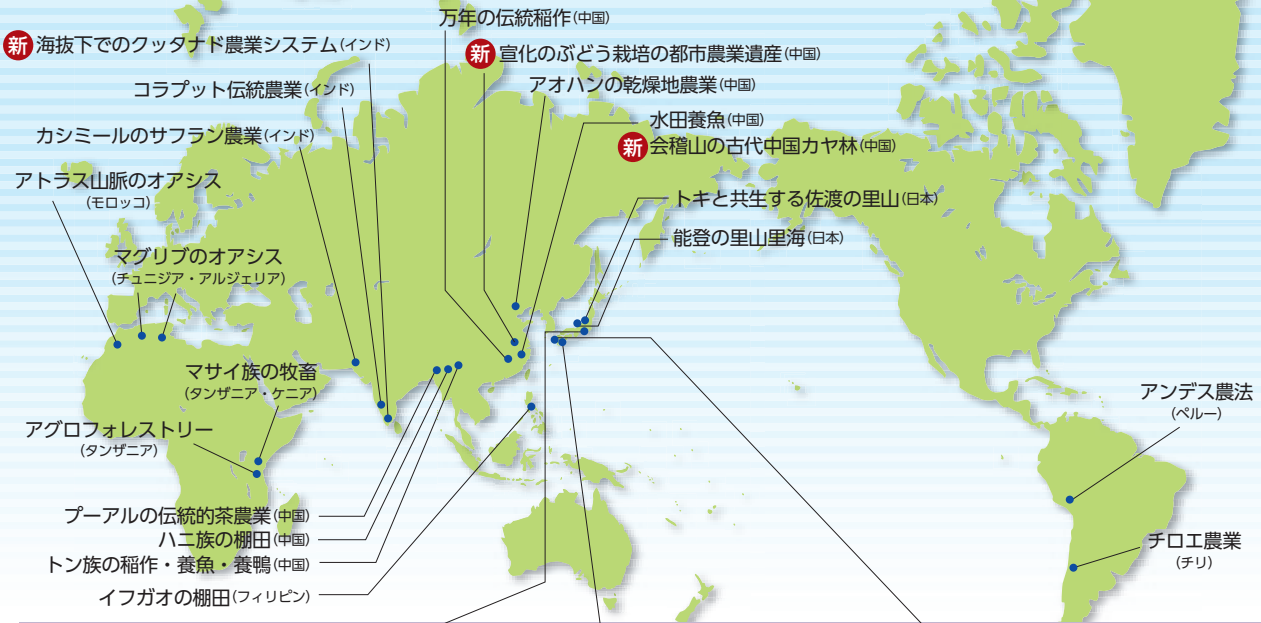 万年の伝統稲作(中国)
新 海抜下でのクッタナド農業システム(インド)
新 宣化のぶどう栽培の都市農業遺産(中国)
コラプット伝統農業(インド)
アオハンの乾燥地農業(中国)
カシミールのサフラン農業(インド)
水田養魚(中国)
新 会稽山の古代中国カヤ林(中国)
アトラス山脈のオアシス
(モロッコ)
トキと共生する佐渡の里山(日本)
能登の里山里海(日本)
マグリブのオアシス
(チュニジア・アルジェリア)
マサイ族の牧畜
(タンザニア・ケニア)
アグロフォレストリー
(タンザニア)
アンデス農法
(ペルー)
プーアルの伝統的茶農業(中国)
ハニ族の棚田(中国)
トン族の稲作・養魚・養鴨(中国)
イフガオの棚田(フィリピン)
チロエ農業
(チリ)